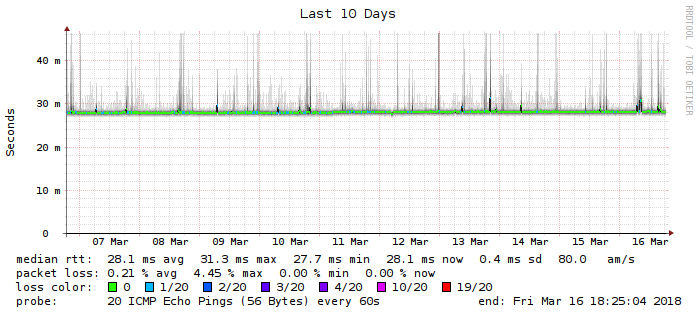 Last 10 Days
RRDTOOL / TOBI OETIKER
Seconds
40 m
30 m
20 m
10 m
0
07 Mar 08 Mar 09 Mar 10 Mar 11 Mar 12 Mar 13 Mar 14 Mar 15 Mar 16 Mar
median rtt: 28.1 ms avg 31.3 ms max 27.7 ms min 28.1 ms now 0.4 ms sd 80.0 am/s
packet loss: 0.21 % avg 4.45 % max 0.00 % min 0.00 % now
loss color: 0 1/20 2/20 3/20 4/20 10/20 19/20
probe: 20 ICMP Echo Pings (56 Bytes) every 60s end: Fri Mar 16 18:25:04 2018